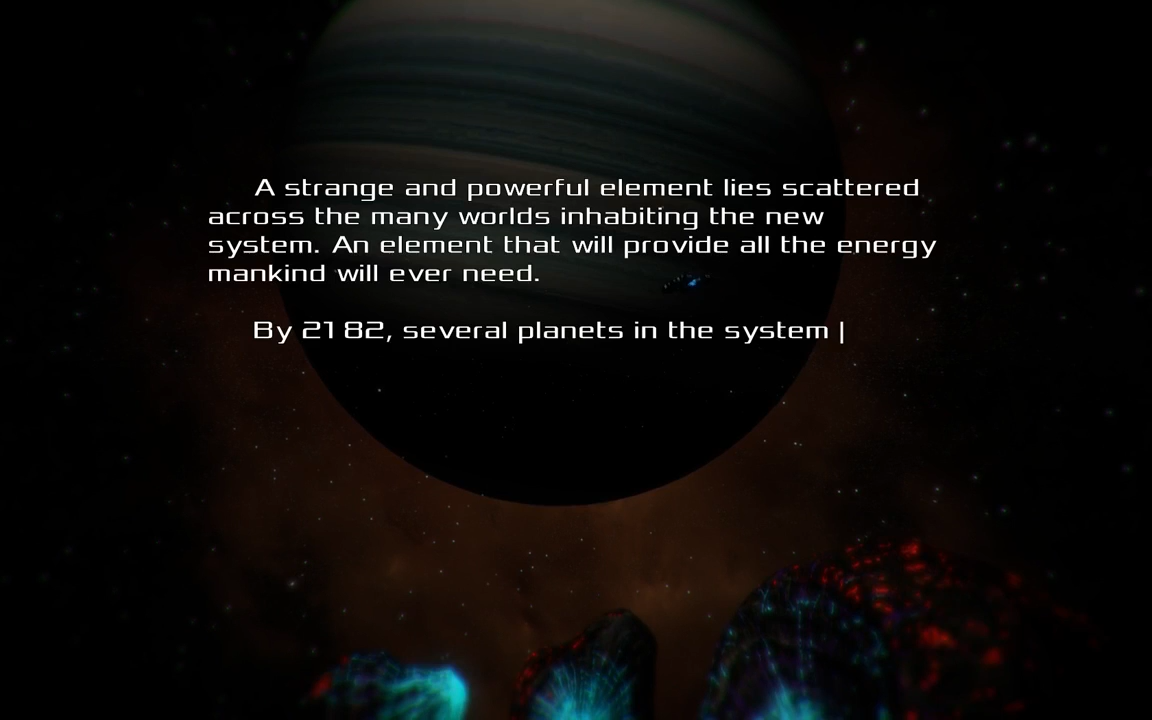 A strange and powerful element lies scattered
across the many worlds inhabiting the new
system. An element that will provide all the energy
mankind will ever need.
By 2182, several planets in the system |